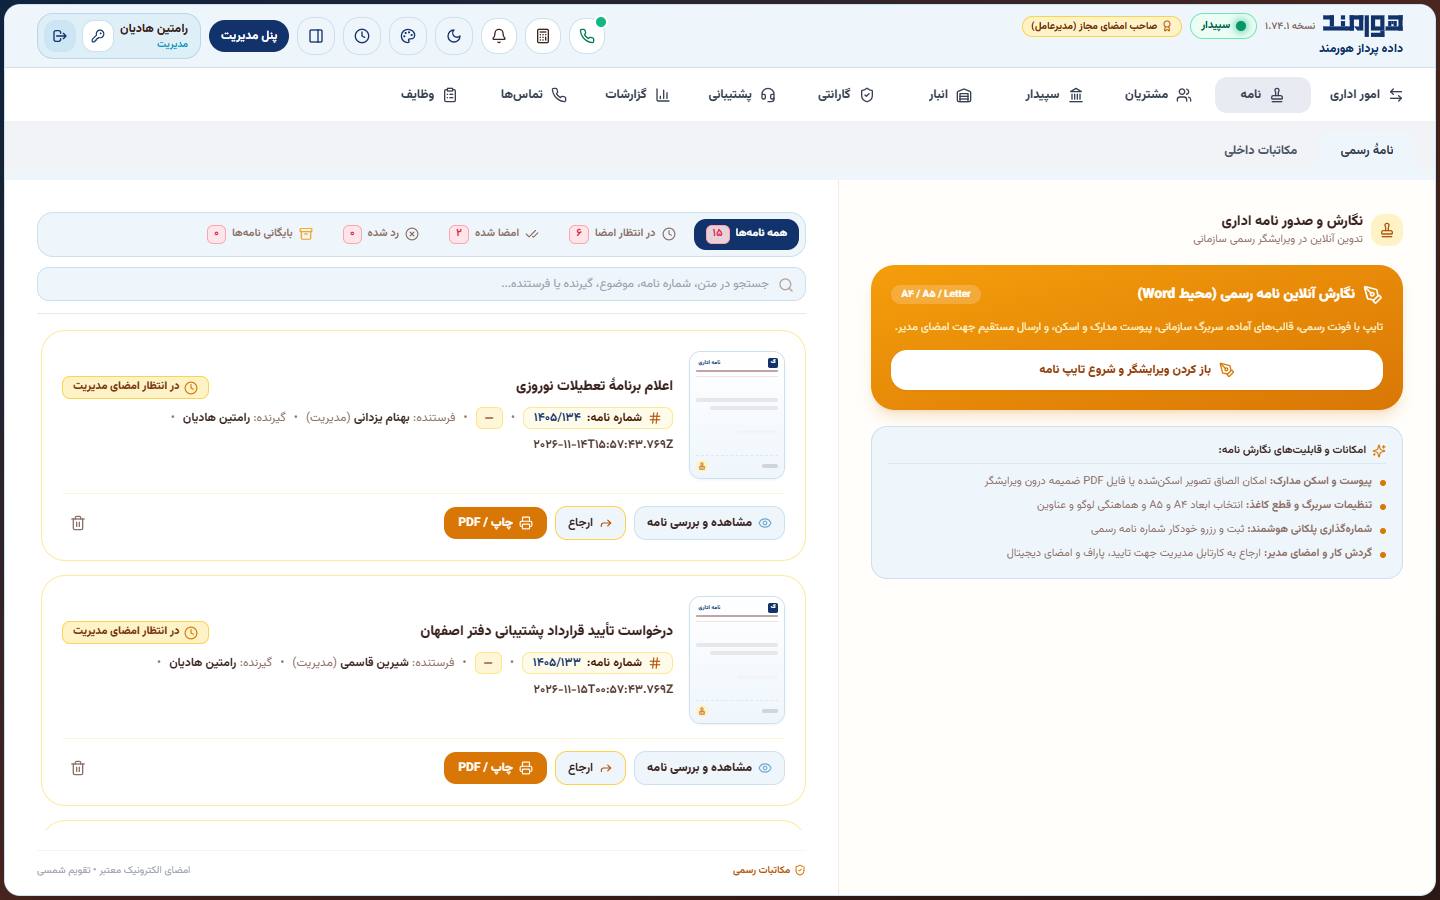 هورمند
نسخه ۱.۷۴.۱
سپیدار
صاحب امضای مجاز (مدیرعامل)
داده پرداز هورمند
پنل مدیریت
رامتین هادیان
مدیریت
امور اداری
نامه
مشتریان
سپیدار
انبار
گارانتی
پشتیبانی
گزارشات
تماس‌ها
وظایف
نامهٔ رسمی
مکاتبات داخلی
نگارش و صدور نامه اداری
تدوین آنلاین در ویرایشگر رسمی سازمانی
نگارش آنلاین نامه رسمی (محیط Word)
A۴ / A۵ / Letter
تایپ با فونت رسمی، قالب‌های آماده، سربرگ سازمانی، پیوست مدارک و اسکن، و ارسال مستقیم جهت امضای مدیر.
باز کردن ویرایشگر و شروع تایپ نامه
امکانات و قابلیت‌های نگارش نامه:
پیوست و اسکن مدارک: امکان الصاق تصویر اسکن‌شده یا فایل PDF ضمیمه درون ویرایشگر
تنظیمات سربرگ و قطع کاغذ: انتخاب ابعاد A۴ و A۵ و هماهنگی لوگو و عناوین
شماره‌گذاری پلکانی هوشمند: ثبت و رزرو خودکار شماره نامه رسمی
گردش کار و امضای مدیر: ارجاع به کارتابل مدیریت جهت تایید، پاراف و امضای دیجیتال
همه نامه‌ها ۱۵
در انتظار امضا ۶
امضا شده ۲
رد شده ۰
بایگانی نامه‌ها ۰
جستجو در متن، شماره نامه، موضوع، گیرنده یا فرستنده...
نامه اداری
اعلام برنامهٔ تعطیلات نوروزی
در انتظار امضای مدیریت
شماره نامه: ۱۴۰۵/۱۳۴ • — • فرستنده: بهنام یزدانی (مدیریت) • گیرنده: رامتین هادیان •
۲۰۲۶-۱۱-۱۴T۱۵:۵۷:۴۳.۷۶۹Z
مشاهده و بررسی نامه
ارجاع
چاپ / PDF
نامه اداری
درخواست تأیید قرارداد پشتیبانی دفتر اصفهان
در انتظار امضای مدیریت
شماره نامه: ۱۴۰۵/۱۳۳ • — • فرستنده: شیرین قاسمی (مدیریت) • گیرنده: رامتین هادیان •
۲۰۲۶-۱۱-۱۵T۰۰:۵۷:۴۳.۷۶۹Z
مشاهده و بررسی نامه
ارجاع
چاپ / PDF
مکاتبات رسمی
امضای الکترونیک معتبر • تقویم شمسی